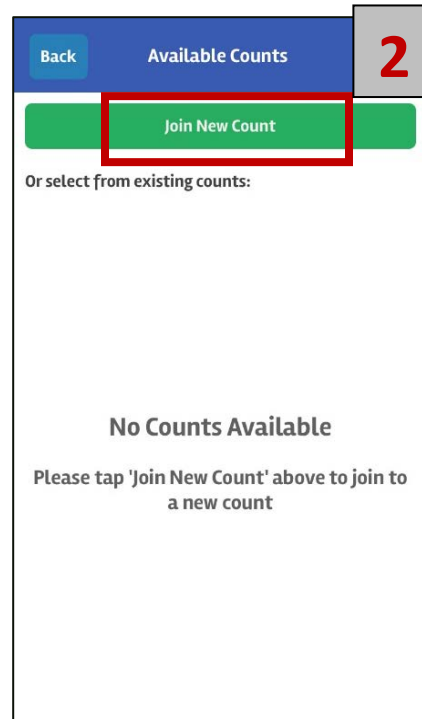 Back
Available Counts
2
Join New Count
Or select from existing counts:
No Counts Available
Please tap 'Join New Count' above to join to
a new count